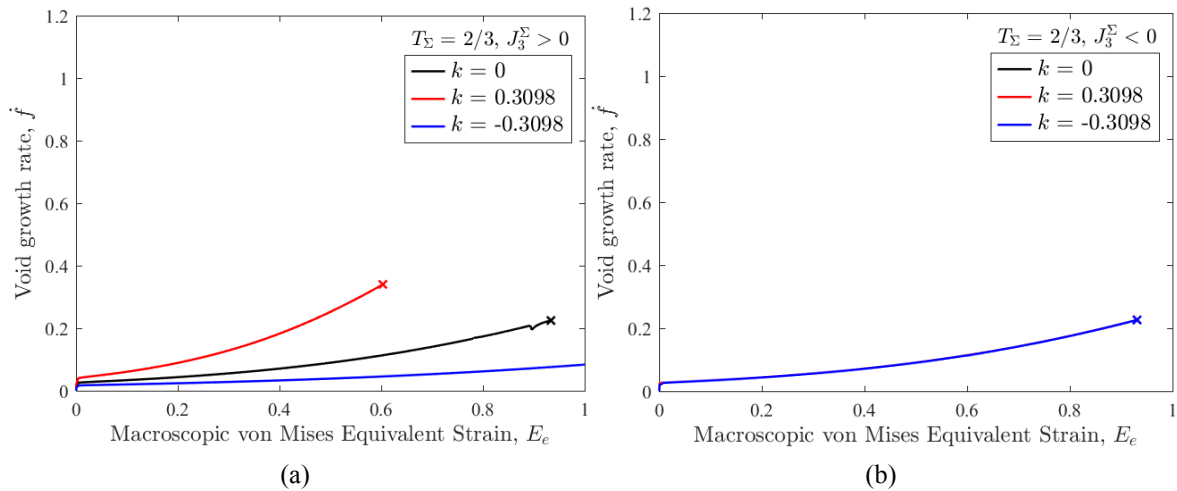 1.2
1
0.8
0.6
0.4
0.2
0
Void growth rate, ḟ
T_Σ = 2/3, J_3^Σ > 0
k = 0
k = 0.3098
k = -0.3098
0 0.2 0.4 0.6 0.8 1
Macroscopic von Mises Equivalent Strain, E_e
(a)
1.2
1
0.8
0.6
0.4
0.2
0
Void growth rate, ḟ
T_Σ = 2/3, J_3^Σ < 0
k = 0
k = 0.3098
k = -0.3098
0 0.2 0.4 0.6 0.8 1
Macroscopic von Mises Equivalent Strain, E_e
(b)